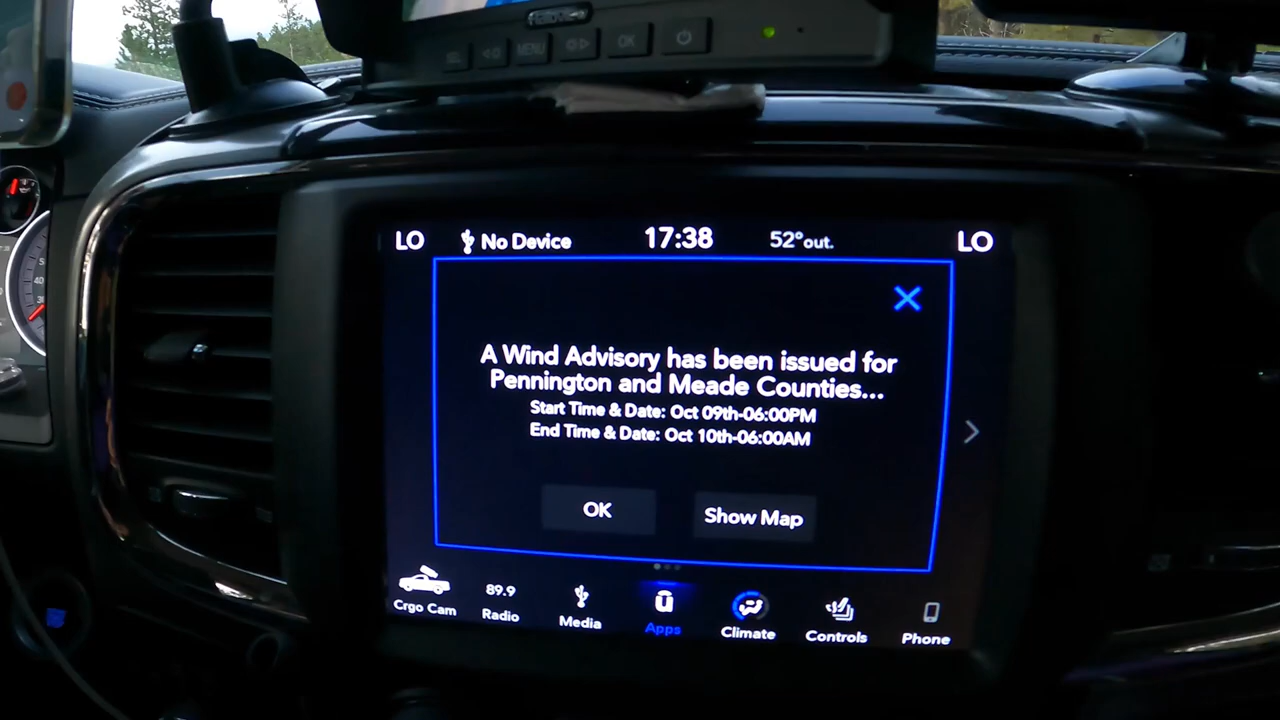 MENU
OK
LO
No Device
17:38
52°out.
LO
A Wind Advisory has been issued for
Pennington and Meade Counties...
Start Time & Date: Oct 09th-06:00PM
End Time & Date: Oct 10th-06:00AM
OK
Show Map
Crgo Cam
89.9
Radio
Media
Apps
Climate
Controls
Phone